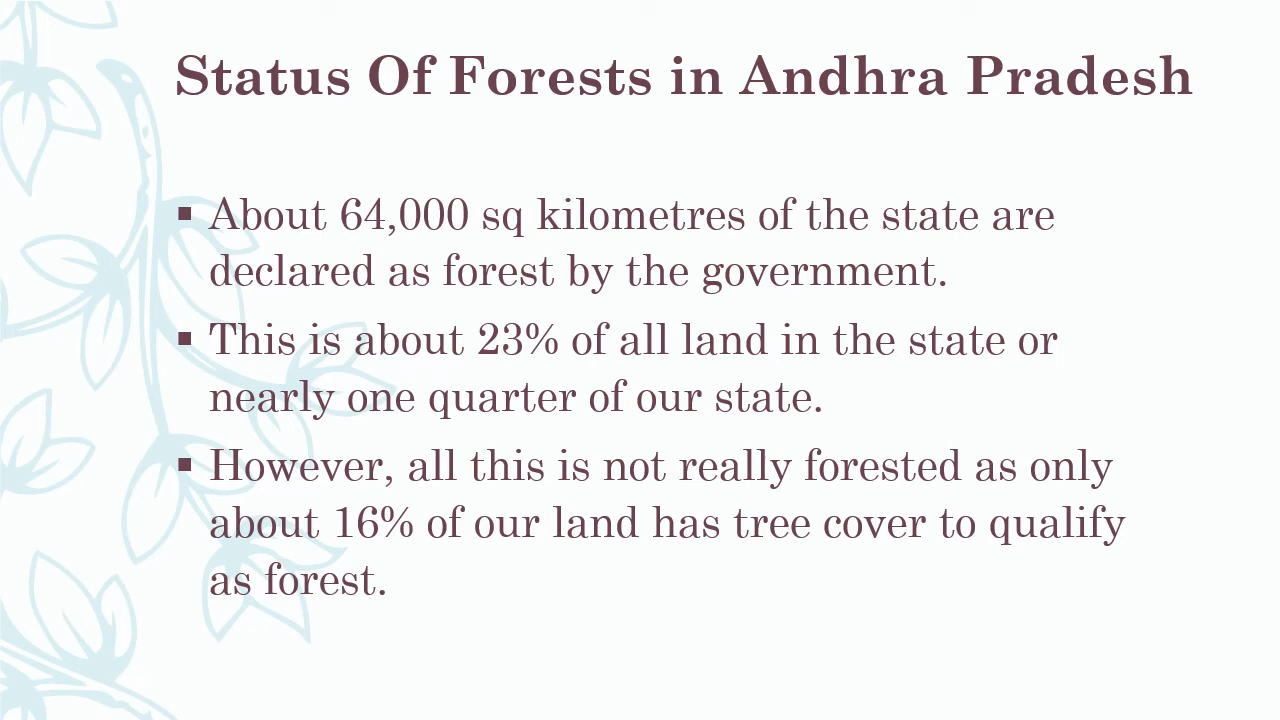 Status Of Forests in Andhra Pradesh
▪ About 64,000 sq kilometres of the state are
declared as forest by the government.
▪ This is about 23% of all land in the state or
nearly one quarter of our state.
▪ However, all this is not really forested as only
about 16% of our land has tree cover to qualify
as forest.